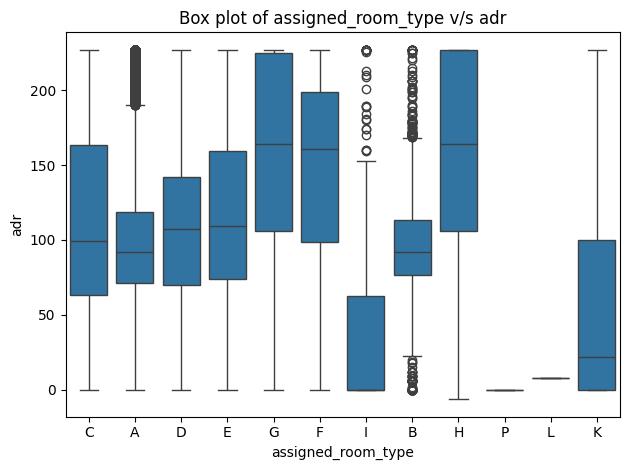 Box plot of assigned_room_type v/s adr
200
150
100
50
0
adr
C A D E G F I B H P L K
assigned_room_type